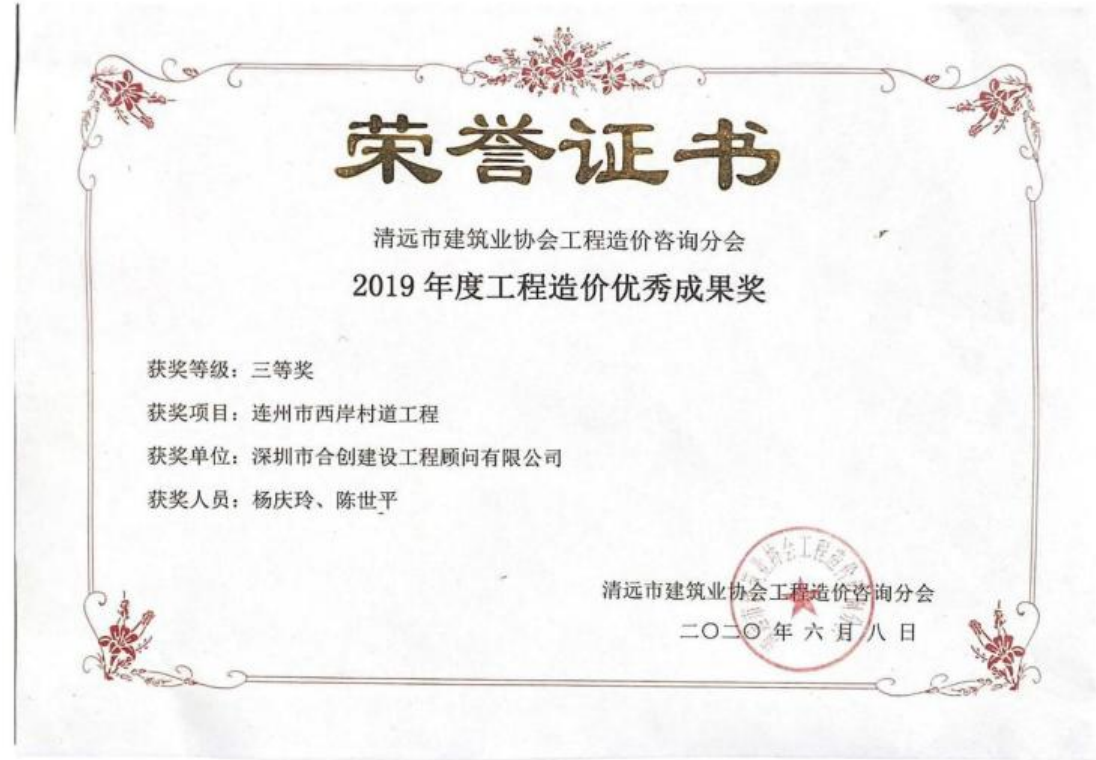 荣誉证书
清远市建筑业协会工程造价咨询分会
2019 年度工程造价优秀成果奖
获奖等级：三等奖
获奖项目：连州市西岸村道工程
获奖单位：深圳市合创建设工程顾问有限公司
获奖人员：杨庆玲、陈世平
清远市建筑业协会工程造价咨询分会
二〇二〇 年 六 月 八 日